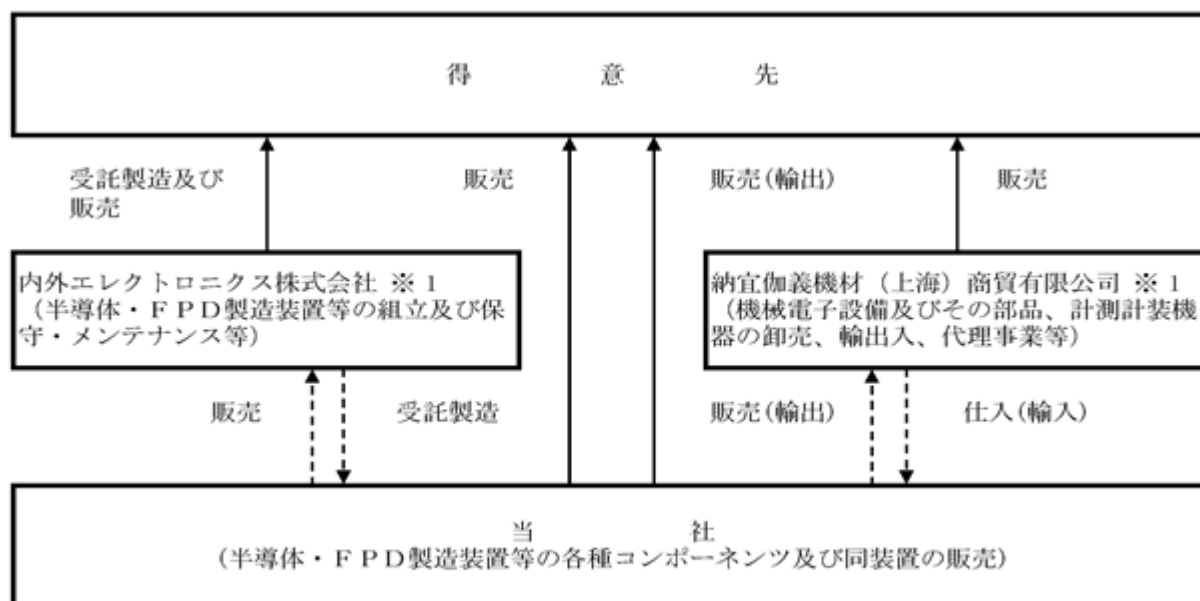 得意先
受託製造及び
販売
販売
販売(輸出)
販売
内外エレクトロニクス株式会社 ※1
(半導体・FPD製造装置等の組立及び保
守・メンテナンス等)
納宜伽義機材(上海)商貿有限公司 ※1
(機械電子設備及びその部品、計測計装機
器の卸売、輸出入、代理事業等)
販売
受託製造
販売(輸出)
仕入(輸入)
当社
(半導体・FPD製造装置等の各種コンポーネンツ及び同装置の販売)